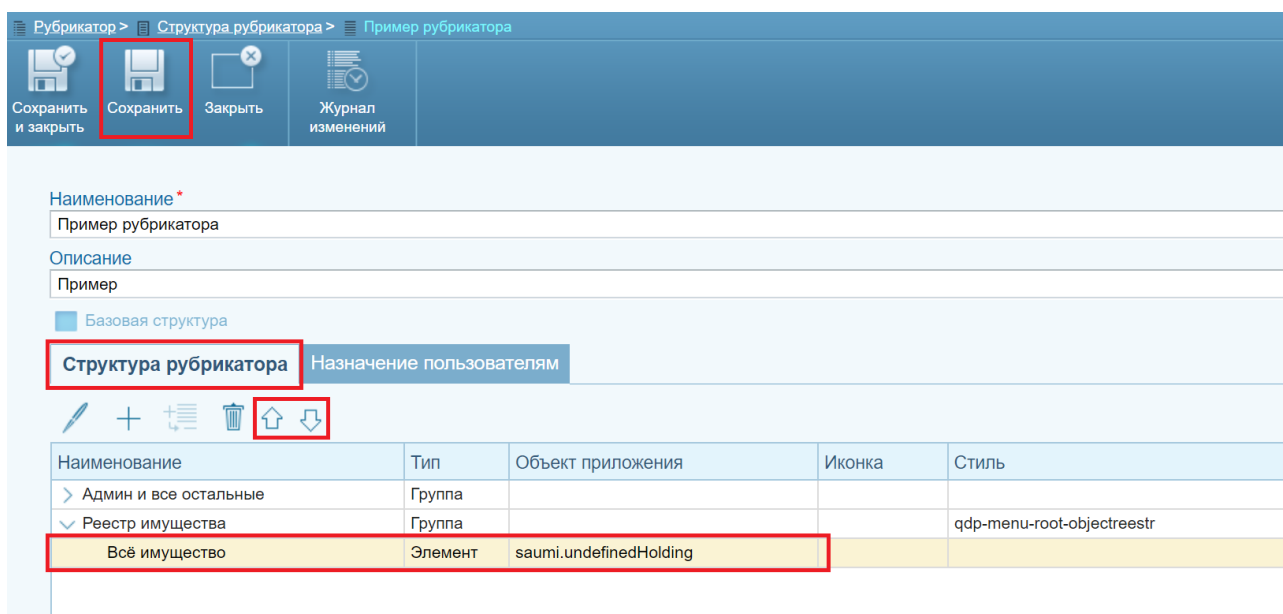 Рубрикатор > Структура рубрикатора > Пример рубрикатора
Сохранить и закрыть
Сохранить
Закрыть
Журнал изменений
Наименование *
Пример рубрикатора
Описание
Пример
Базовая структура
Структура рубрикатора Назначение пользователям
Наименование Тип Объект приложения Иконка Стиль
Админ и все остальные Группа
Реестр имущества Группа qdp-menu-root-objectreestr
Всё имущество Элемент saumi.undefinedHolding